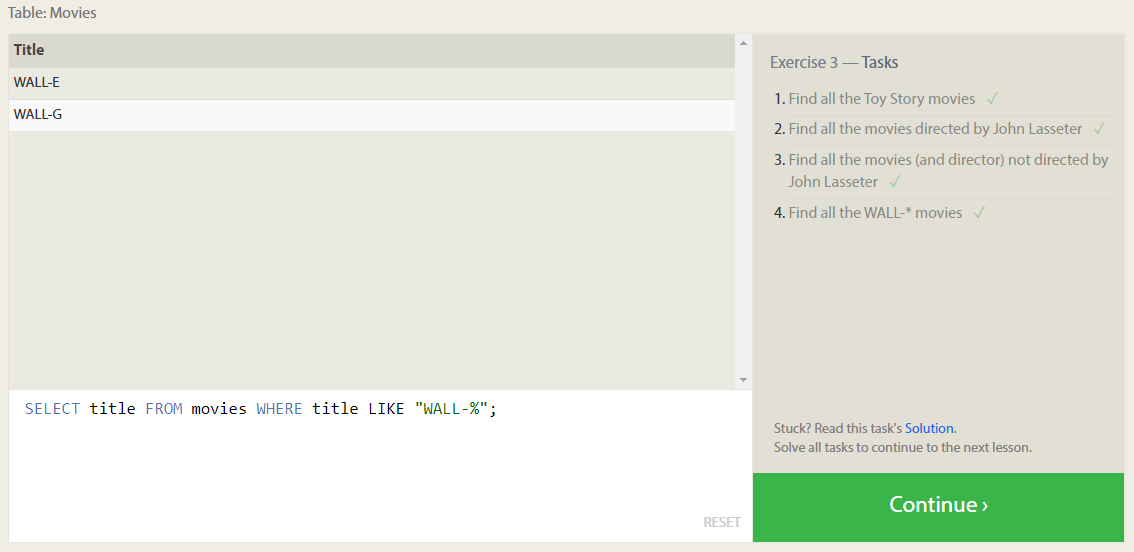 Table: Movies
Title
WALL-E
WALL-G
SELECT title FROM movies WHERE title LIKE "WALL-%";
RESET
Exercise 3 — Tasks
1. Find all the Toy Story movies ✓
2. Find all the movies directed by John Lasseter ✓
3. Find all the movies (and director) not directed by
John Lasseter ✓
4. Find all the WALL-* movies ✓
Stuck? Read this task's Solution.
Solve all tasks to continue to the next lesson.
Continue ›